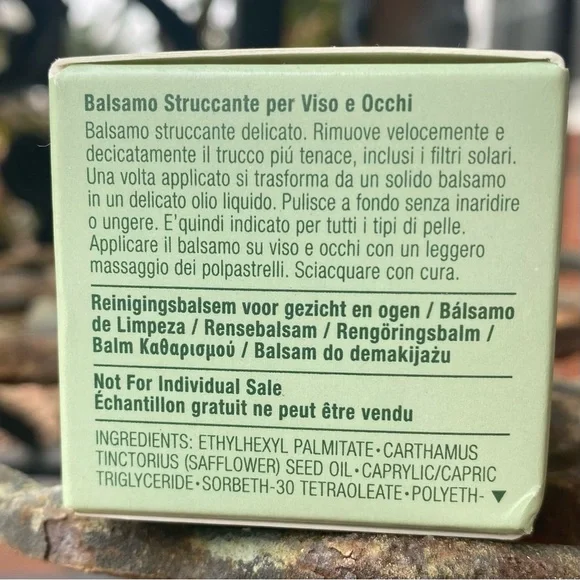 Balsamo Struccante per Viso e Occhi
Balsamo struccante delicato. Rimuove velocemente e
decicatamente il trucco piú tenace, inclusi i filtri solari.
Una volta applicato si trasforma da un solido balsamo
in un delicato olio liquido. Pulisce a fondo senza inaridire
o ungere. E'quindi indicato per tutti i tipi di pelle.
Applicare il balsamo su viso e occhi con un leggero
massaggio dei polpastrelli. Sciacquare con cura.
Reinigingsbalsem voor gezicht en ogen / Bálsamo
de Limpeza / Rensebalsam / Rengöringsbalm /
Balm Καθαρισμού / Balsam do demakijażu
Not For Individual Sale
Échantillon gratuit ne peut être vendu
INGREDIENTS: ETHYLHEXYL PALMITATE•CARTHAMUS
TINCTORIUS (SAFFLOWER) SEED OIL•CAPRYLIC/CAPRIC
TRIGLYCERIDE•SORBETH-30 TETRAOLEATE•POLYETH-▼